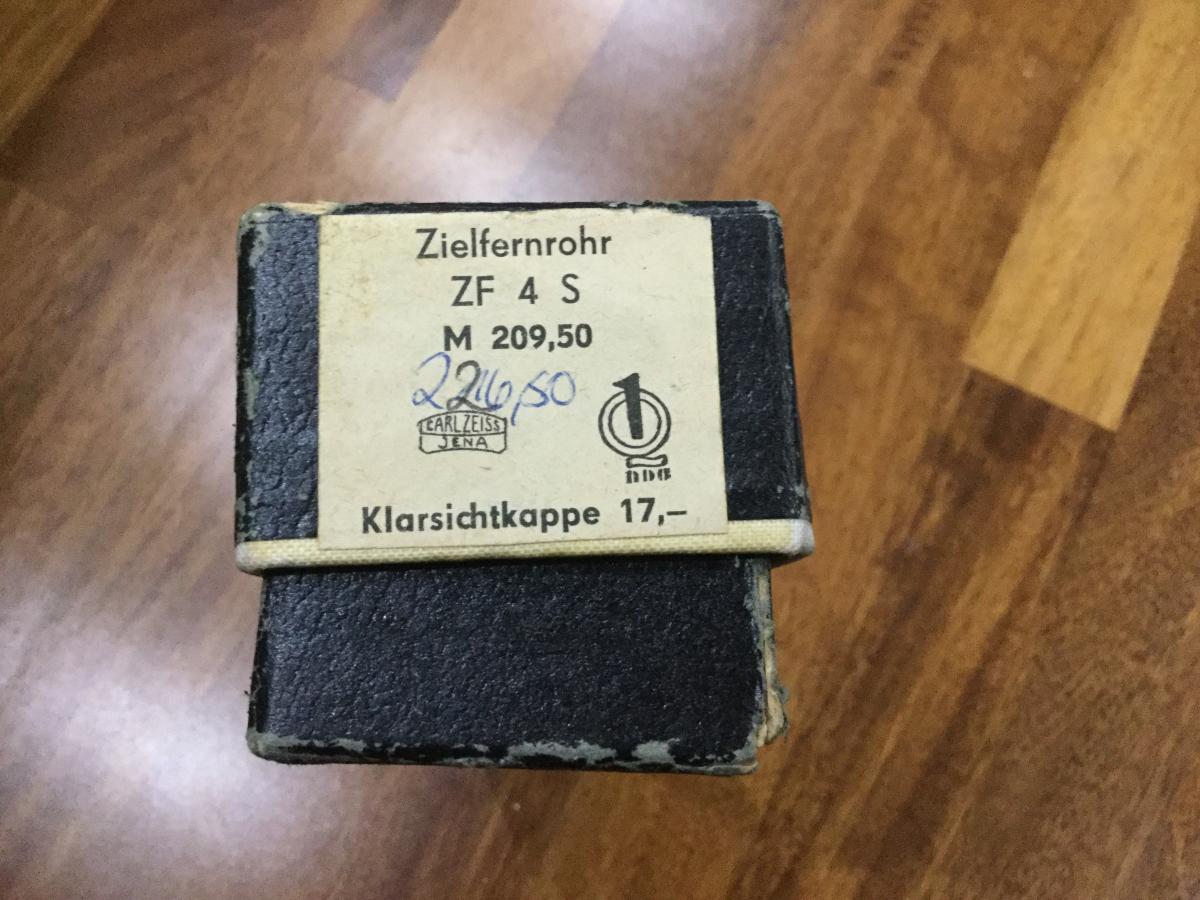 Zielfernrohr
ZF 4 S
M 209,50
226,50
CARL ZEISS
JENA
1
DDR
Klarsichtkappe 17,–